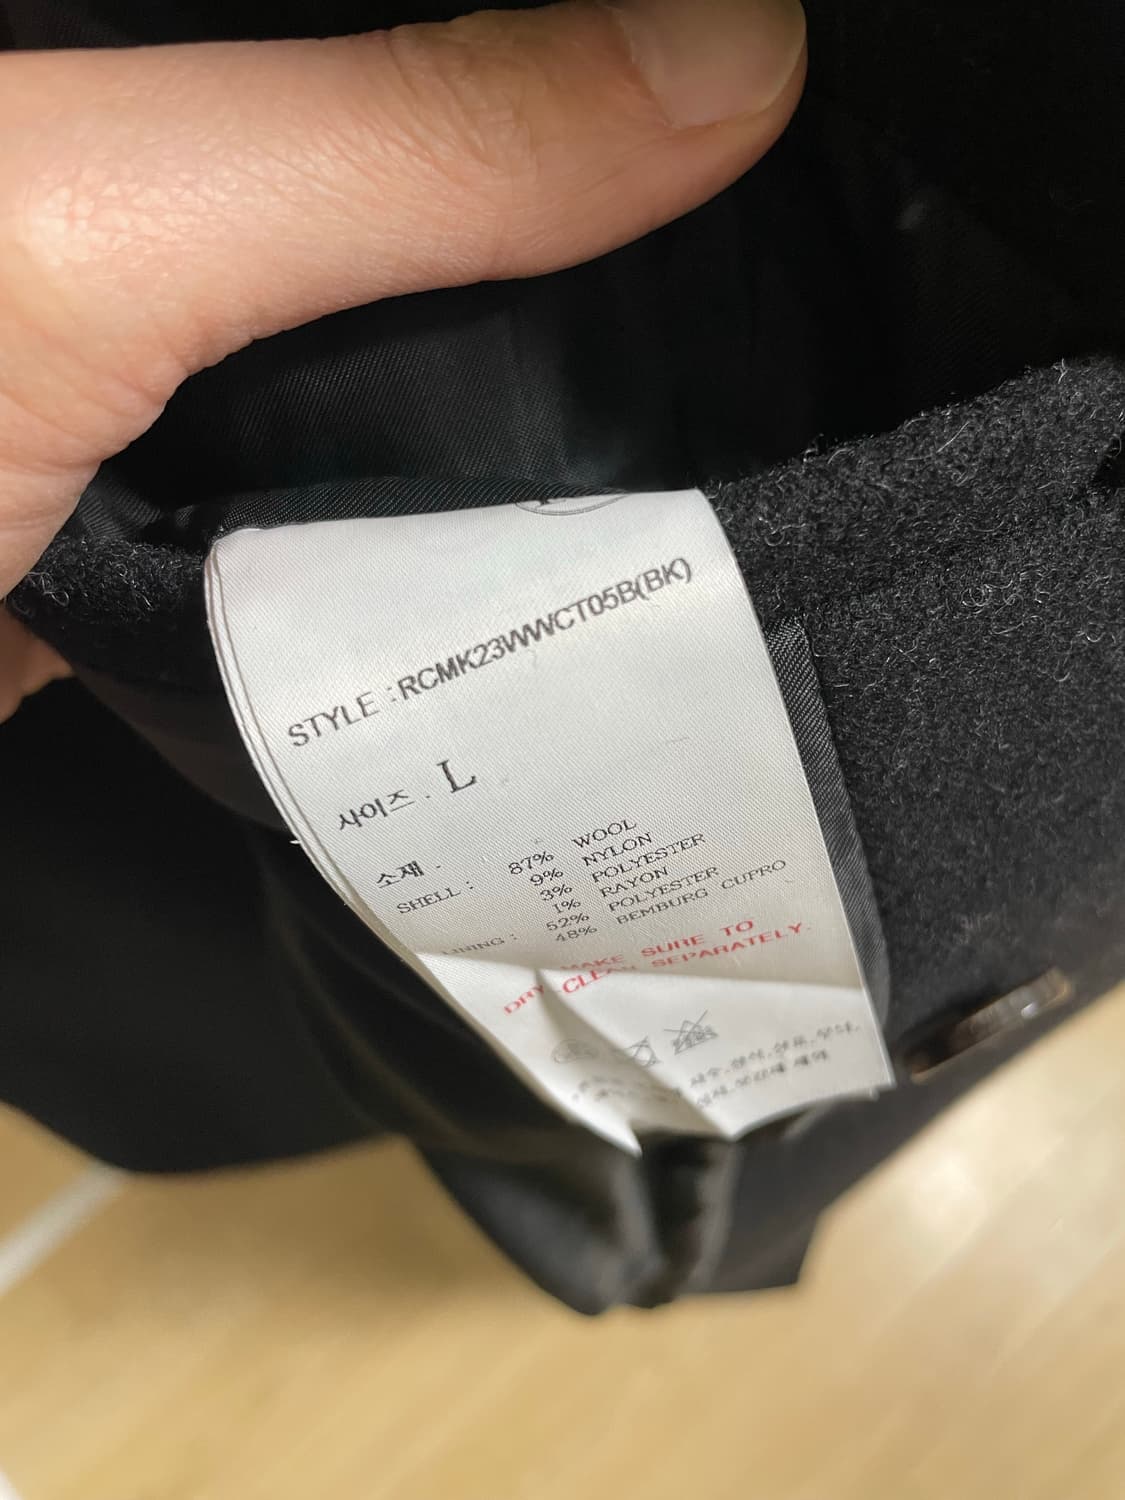 STYLE : RCMK23WWCT05B(BK)
사이즈 : L
소재 :
SHELL : 87% WOOL
9% NYLON
3% POLYESTER
1% RAYON
LINING : 52% POLYESTER
48% BEMBURG CUPRO
MAKE SURE TO
DRY-CLEAN SEPARATELY.